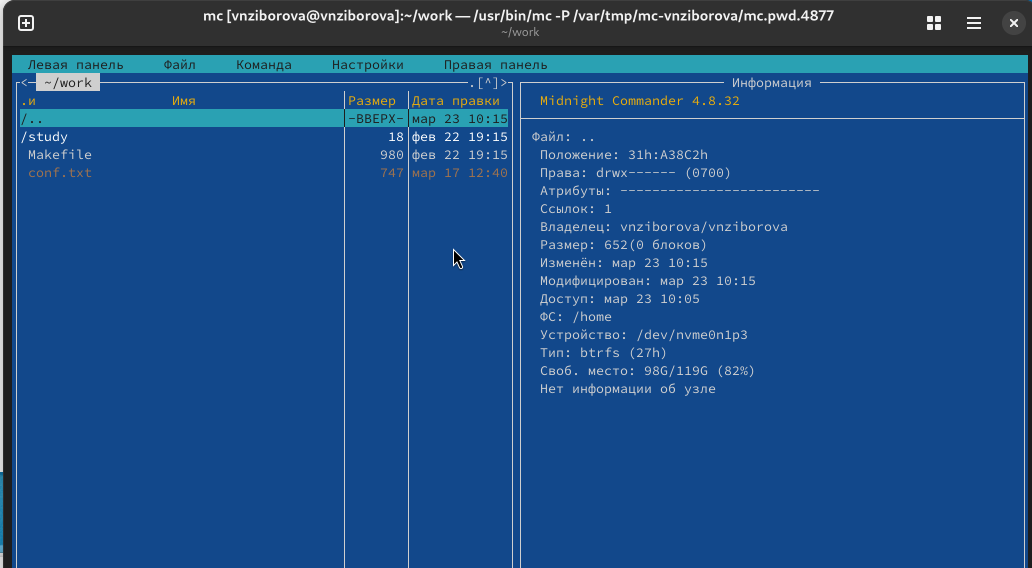 mc [vnziborova@vnziborova]:~/work — /usr/bin/mc -P /var/tmp/mc-vnziborova/mc.pwd.4877
~/work
Левая панель Файл Команда Настройки Правая панель
<─ ~/work .[^]>
.и Имя Размер Дата правки
/.. -ВВЕРХ- мар 23 10:15
/study 18 фев 22 19:15
Makefile 980 фев 22 19:15
conf.txt 747 мар 17 12:40
Информация
Midnight Commander 4.8.32
Файл: ..
Положение: 31h:A38C2h
Права: drwx------ (0700)
Атрибуты: -------------------------
Ссылок: 1
Владелец: vnziborova/vnziborova
Размер: 652(0 блоков)
Изменён: мар 23 10:15
Модифицирован: мар 23 10:15
Доступ: мар 23 10:05
ФС: /home
Устройство: /dev/nvme0n1p3
Тип: btrfs (27h)
Своб. место: 98G/119G (82%)
Нет информации об узле